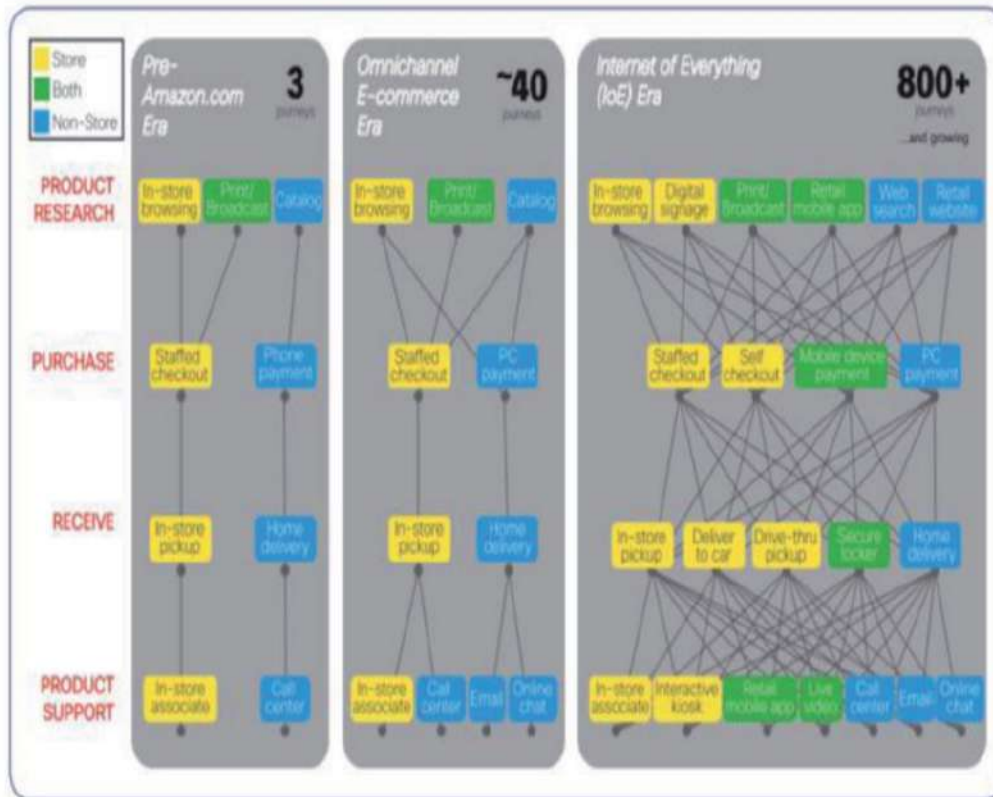 Store
Both
Non-Store
Pre-
Amazon.com
Era
3
journeys
Omnichannel
E-commerce
Era
~40
journeys
Internet of Everything
(IoE) Era
800+
journeys
...and growing
PRODUCT
RESEARCH
In-store
browsing
Print/
Broadcast
Catalog
In-store
browsing
Print/
Broadcast
Catalog
In-store
browsing
Digital
signage
Print/
Broadcast
Retail
mobile app
Web
search
Retail
website
PURCHASE
Staffed
checkout
Phone
payment
Staffed
checkout
PC
payment
Staffed
checkout
Self
checkout
Mobile device
payment
PC
payment
RECEIVE
In-store
pickup
Home
delivery
In-store
pickup
Home
delivery
In-store
pickup
Deliver
to car
Drive-thru
pickup
Secure
locker
Home
delivery
PRODUCT
SUPPORT
In-store
associate
Call
center
In-store
associate
Call
center
Email
Online
chat
In-store
associate
Interactive
kiosk
Retail
mobile app
Live
video
Call
center
Email
Online
chat